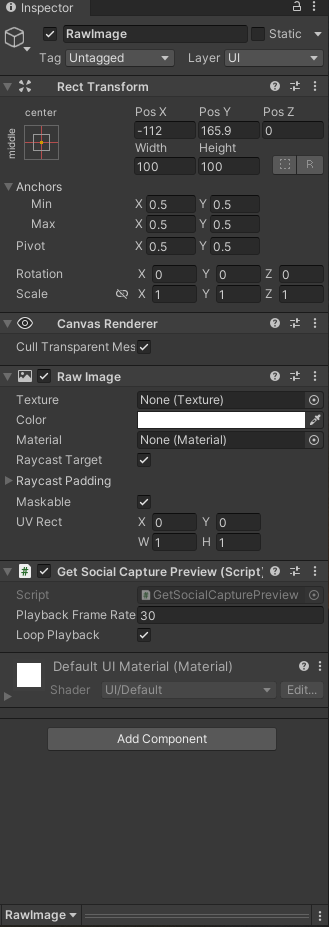 Inspector
RawImage Static
Tag Untagged Layer UI
Rect Transform
center
middle
Pos X Pos Y Pos Z
-112 165.9 0
Width Height
100 100 R
Anchors
Min X 0.5 Y 0.5
Max X 0.5 Y 0.5
Pivot X 0.5 Y 0.5
Rotation X 0 Y 0 Z 0
Scale X 1 Y 1 Z 1
Canvas Renderer
Cull Transparent Mes
Raw Image
Texture None (Texture)
Color
Material None (Material)
Raycast Target
Raycast Padding
Maskable
UV Rect X 0 Y 0
W 1 H 1
# Get Social Capture Preview (Script)
Script GetSocialCapturePreview
Playback Frame Rate 30
Loop Playback
Default UI Material (Material)
Shader UI/Default Edit...
Add Component
RawImage